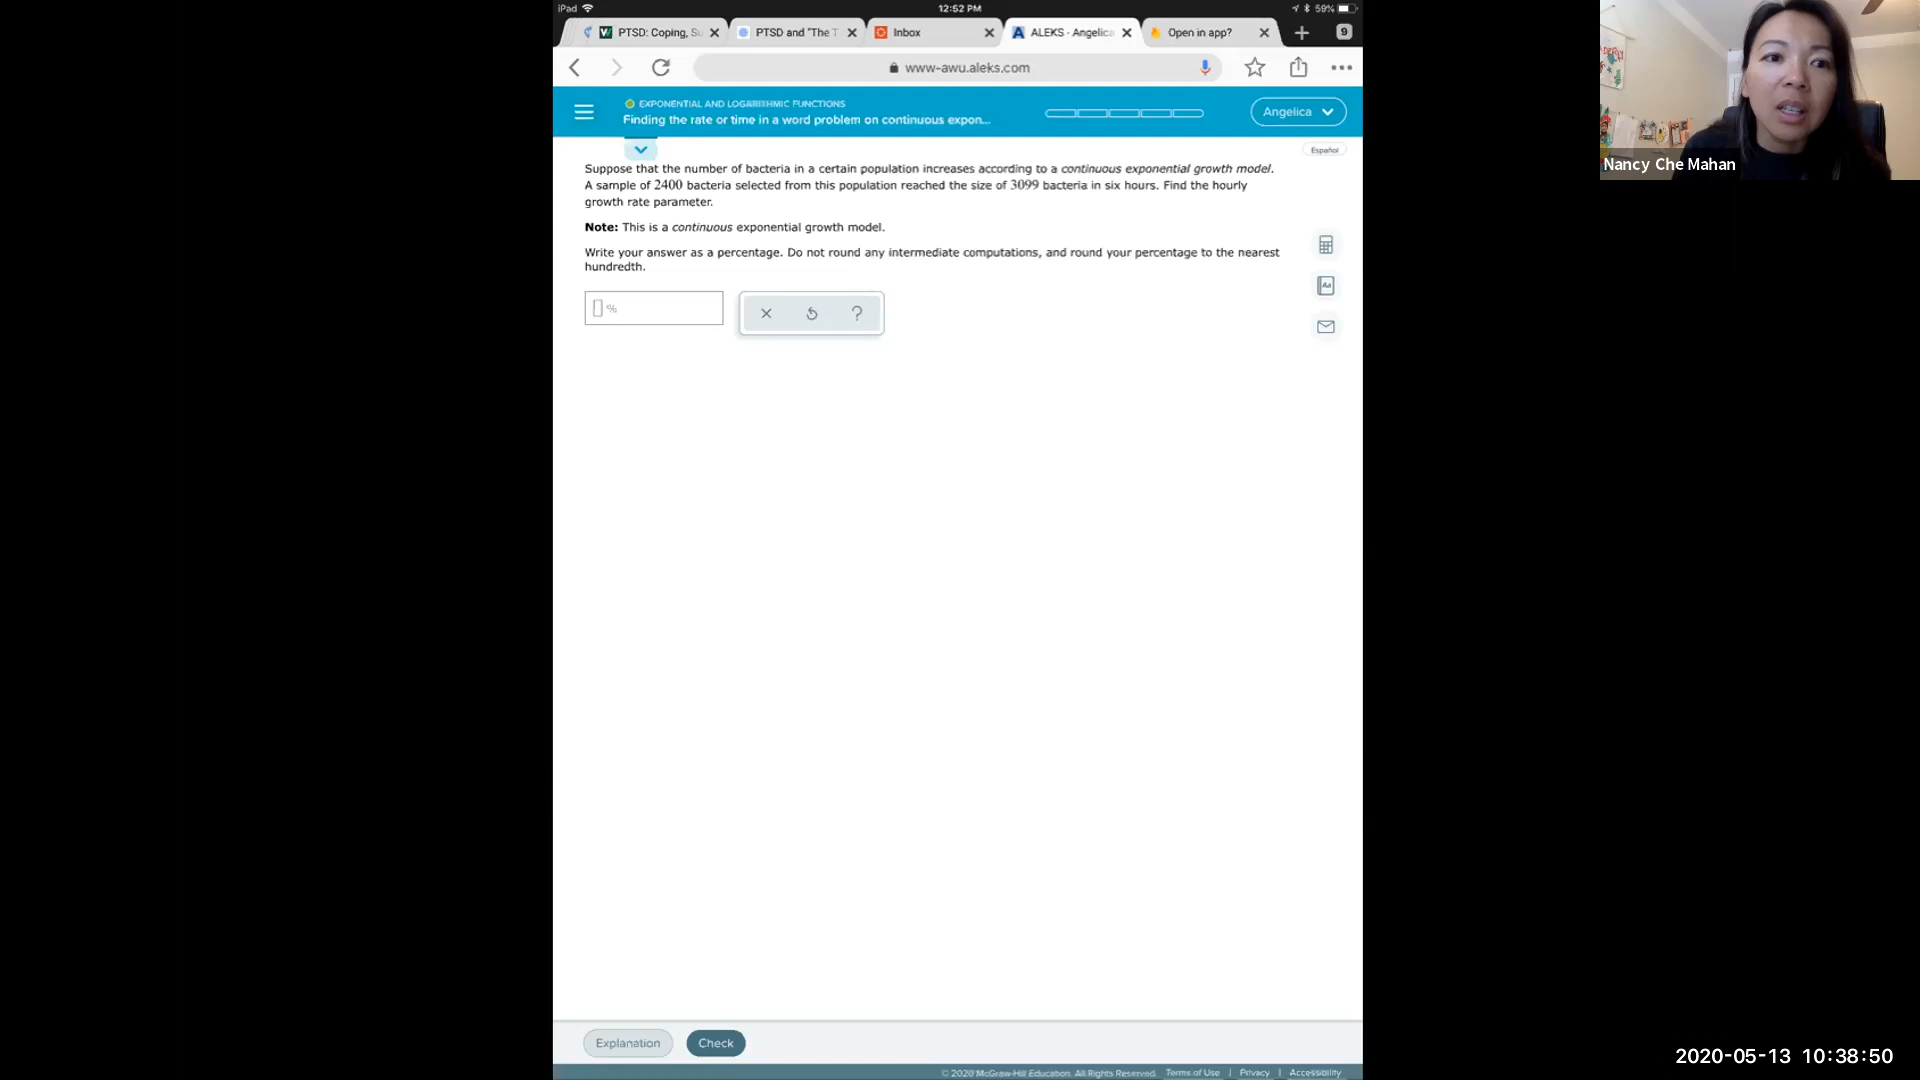 iPad
12:52 PM
59%
PTSD: Coping, Su
PTSD and "The T
Inbox
ALEKS - Angelica
Open in app?
9
www-awu.aleks.com
EXPONENTIAL AND LOGARITHMIC FUNCTIONS
Finding the rate or time in a word problem on continuous expon...
Angelica
Español
Suppose that the number of bacteria in a certain population increases according to a continuous exponential growth model.
A sample of 2400 bacteria selected from this population reached the size of 3099 bacteria in six hours. Find the hourly
growth rate parameter.
Note: This is a continuous exponential growth model.
Write your answer as a percentage. Do not round any intermediate computations, and round your percentage to the nearest
hundredth.
%
?
Explanation
Check
© 2020 McGraw-Hill Education. All Rights Reserved. Terms of Use | Privacy | Accessibility
Nancy Che Mahan
2020-05-13 10:38:50